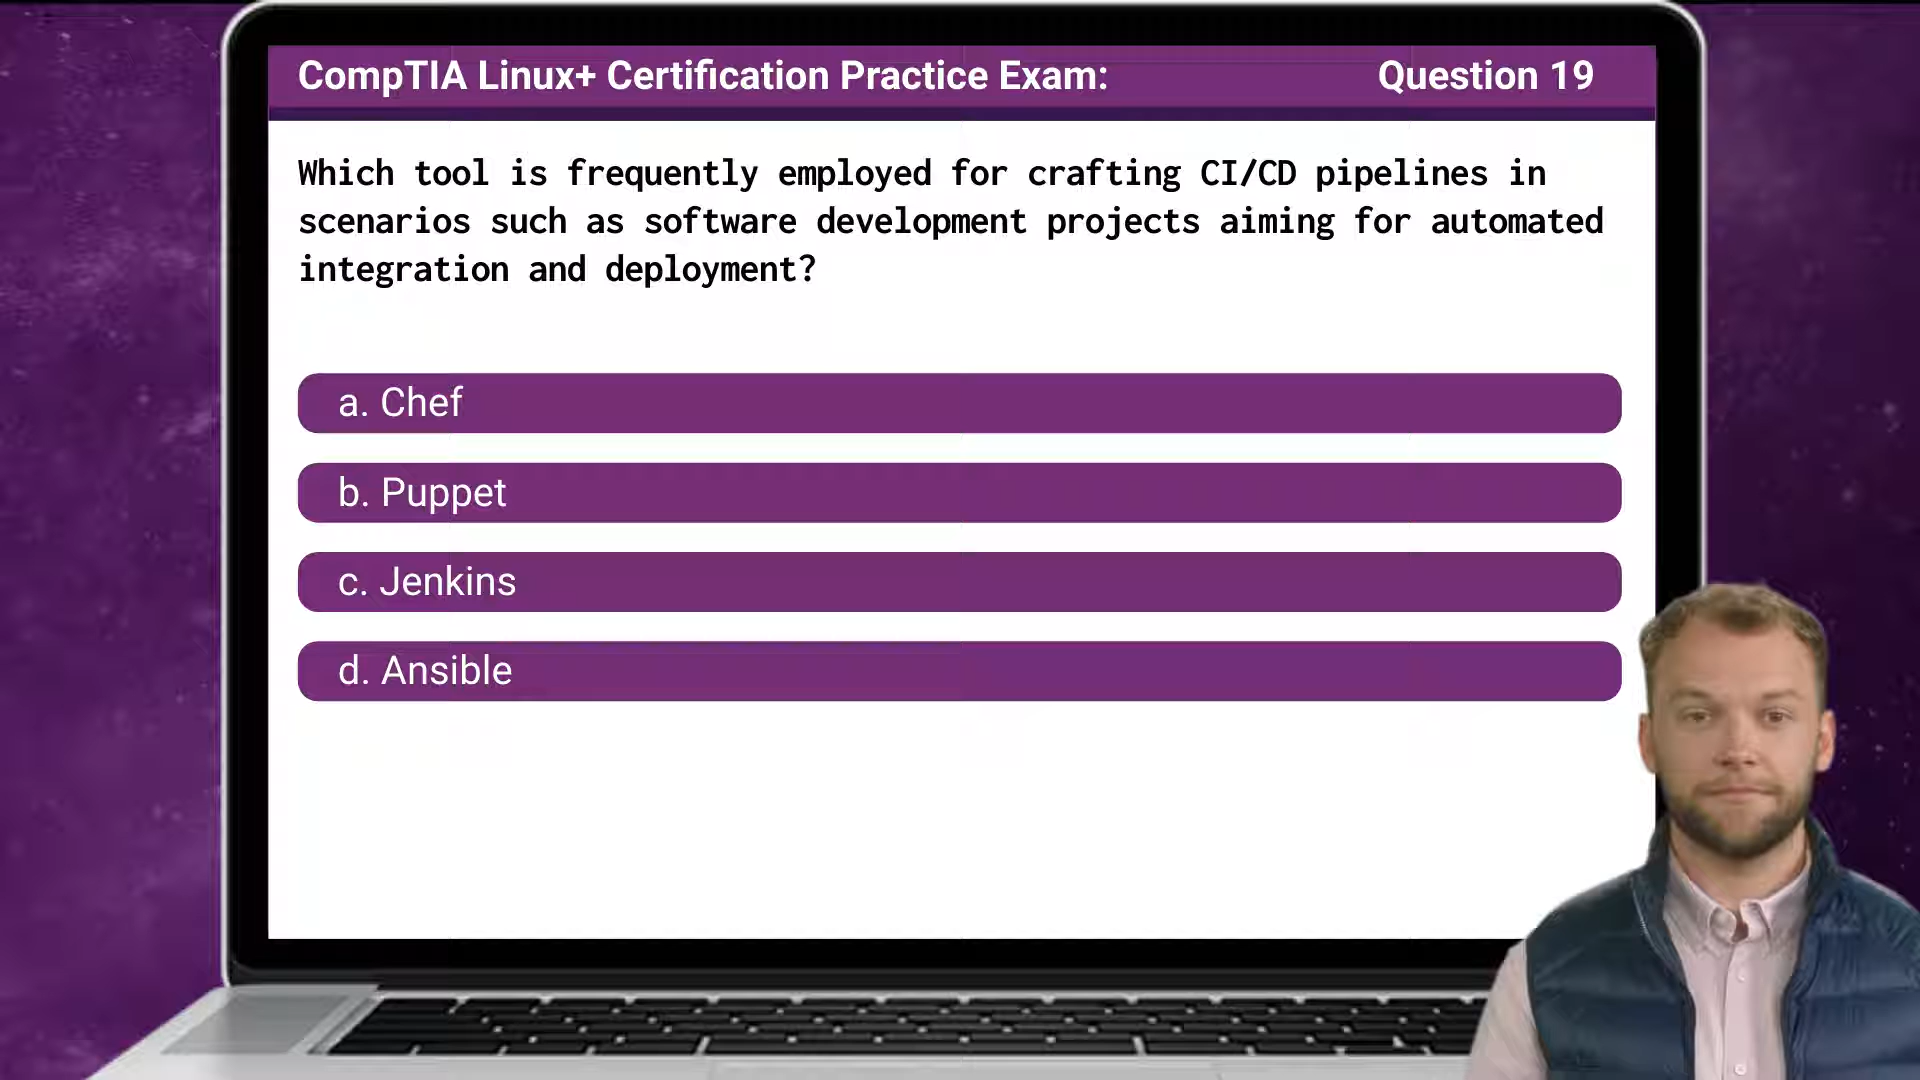 CompTIA Linux+ Certification Practice Exam: Question 19
Which tool is frequently employed for crafting CI/CD pipelines in
scenarios such as software development projects aiming for automated
integration and deployment?
a. Chef
b. Puppet
c. Jenkins
d. Ansible